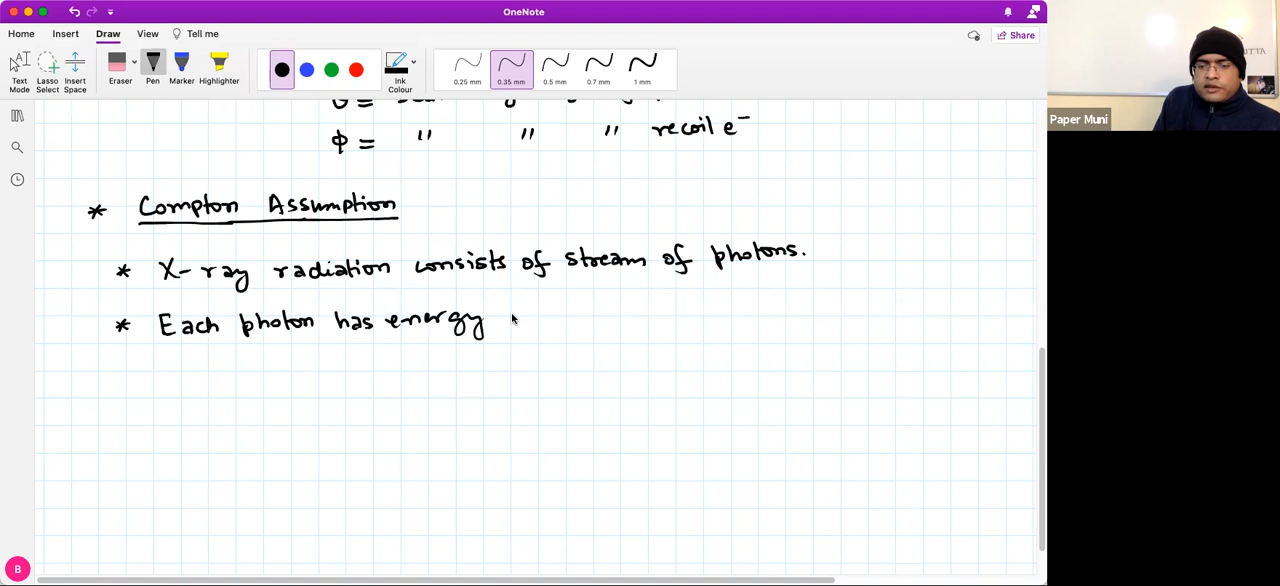 OneNote
Home Insert Draw View Tell me
Share
Text Mode
Lasso Select
Insert Space
Eraser
Pen
Marker
Highlighter
Ink Colour
0.25 mm
0.35 mm
0.5 mm
0.7 mm
1 mm
Paper Muni
θ =
ϕ = " " " recoil e⁻
* Compton Assumption
* X-ray radiation consists of stream of photons.
* Each photon has energy
B